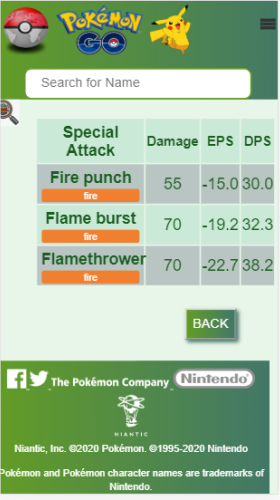 Pokémon
GO
Search for Name
Special Attack Damage EPS DPS
Fire punch 55 -15.0 30.0
fire
Flame burst 70 -19.2 32.3
fire
Flamethrower 70 -22.7 38.2
fire
BACK
The Pokémon Company Nintendo
NIANTIC
Niantic, Inc. ©2020 Pokémon. ©1995-2020 Nintendo
Pokémon and Pokémon character names are trademarks of
Nintendo.